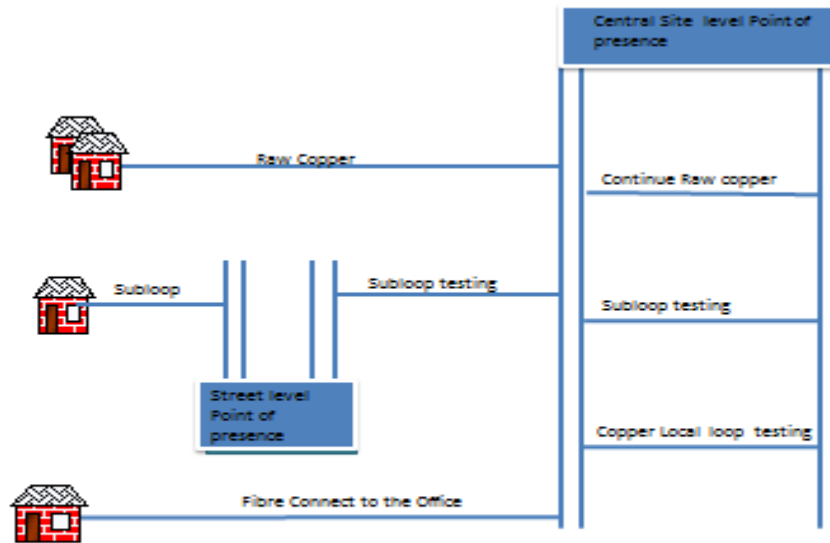 Central Site level Point of
presence
Raw Copper
Continue Raw copper
Subloop
Subloop testing
Subloop testing
Street level
Point of
presence
Copper Local loop testing
Fibre Connect to the Office